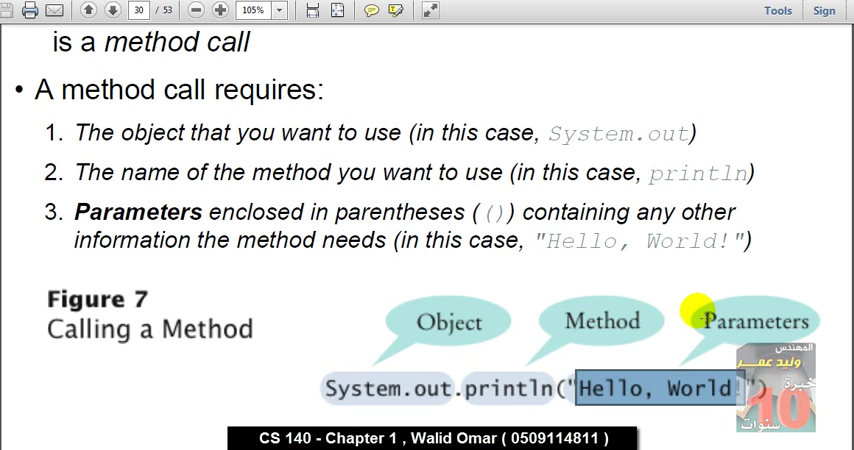 30 / 53
105%
Tools
Sign
is a method call
• A method call requires:
1. The object that you want to use (in this case, System.out)
2. The name of the method you want to use (in this case, println)
3. Parameters enclosed in parentheses (()) containing any other
information the method needs (in this case, "Hello, World!")
Figure 7
Calling a Method
Object
Method
Parameters
System.out.println("Hello, World!")
المهندس
وليد عمر
خبرة
10
سنوات
CS 140 - Chapter 1 , Walid Omar ( 0509114811 )